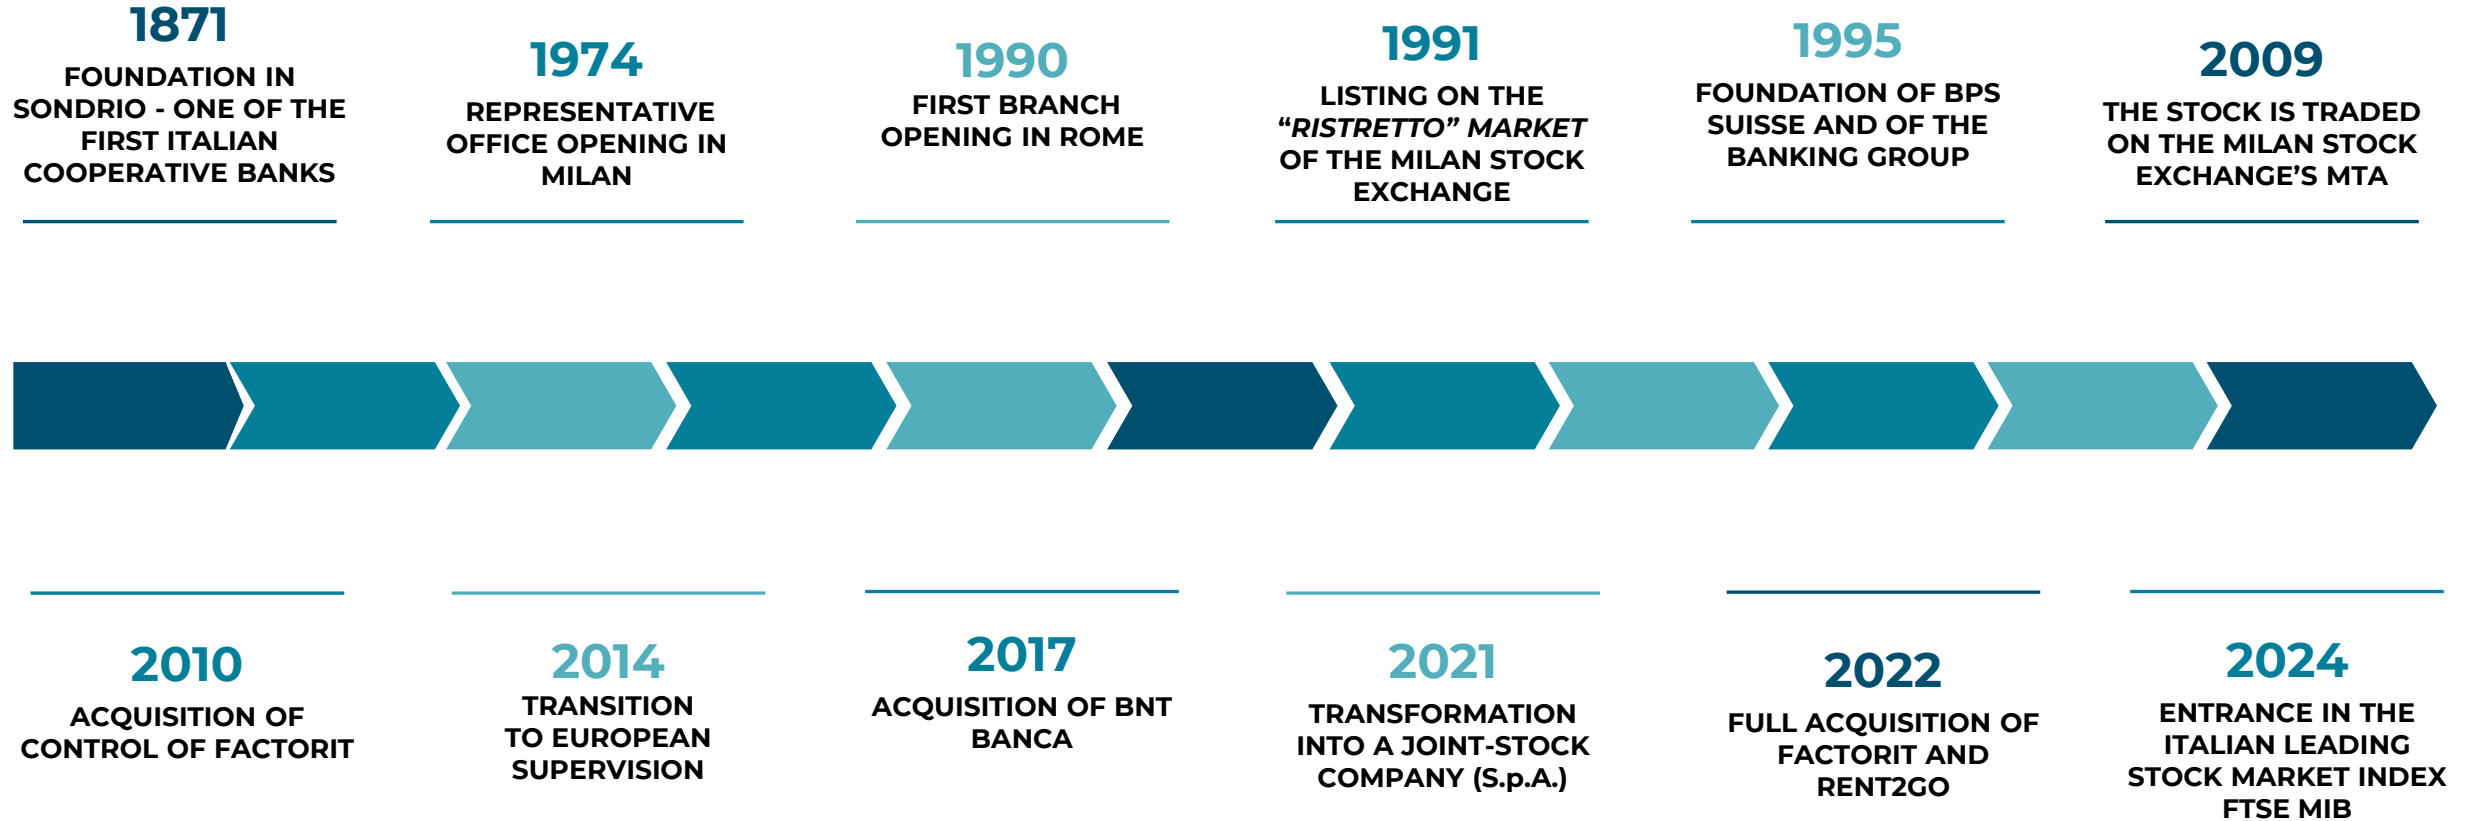 1871
FOUNDATION IN
SONDRIO - ONE OF THE
FIRST ITALIAN
COOPERATIVE BANKS
1974
REPRESENTATIVE
OFFICE OPENING IN
MILAN
1990
FIRST BRANCH
OPENING IN ROME
1991
LISTING ON THE
“RISTRETTO” MARKET
OF THE MILAN STOCK
EXCHANGE
1995
FOUNDATION OF BPS
SUISSE AND OF THE
BANKING GROUP
2009
THE STOCK IS TRADED
ON THE MILAN STOCK
EXCHANGE’S MTA
2010
ACQUISITION OF
CONTROL OF FACTORIT
2014
TRANSITION
TO EUROPEAN
SUPERVISION
2017
ACQUISITION OF BNT
BANCA
2021
TRANSFORMATION
INTO A JOINT-STOCK
COMPANY (S.p.A.)
2022
FULL ACQUISITION OF
FACTORIT AND
RENT2GO
2024
ENTRANCE IN THE
ITALIAN LEADING
STOCK MARKET INDEX
FTSE MIB